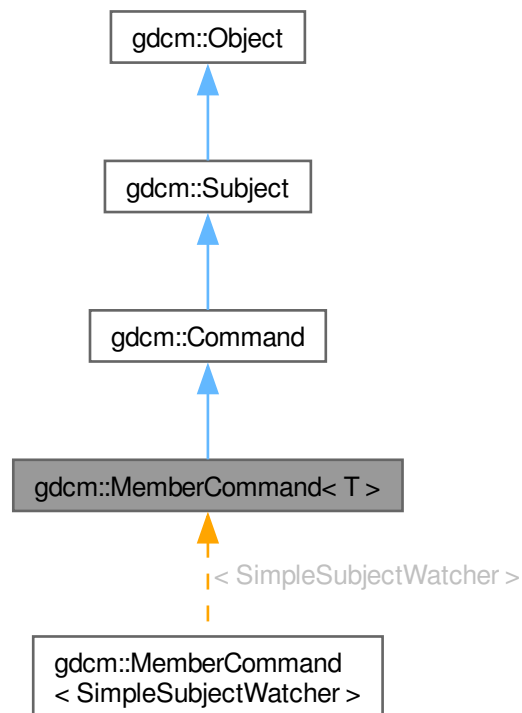 gdcm::Object
gdcm::Subject
gdcm::Command
gdcm::MemberCommand< T >
< SimpleSubjectWatcher >
gdcm::MemberCommand
< SimpleSubjectWatcher >